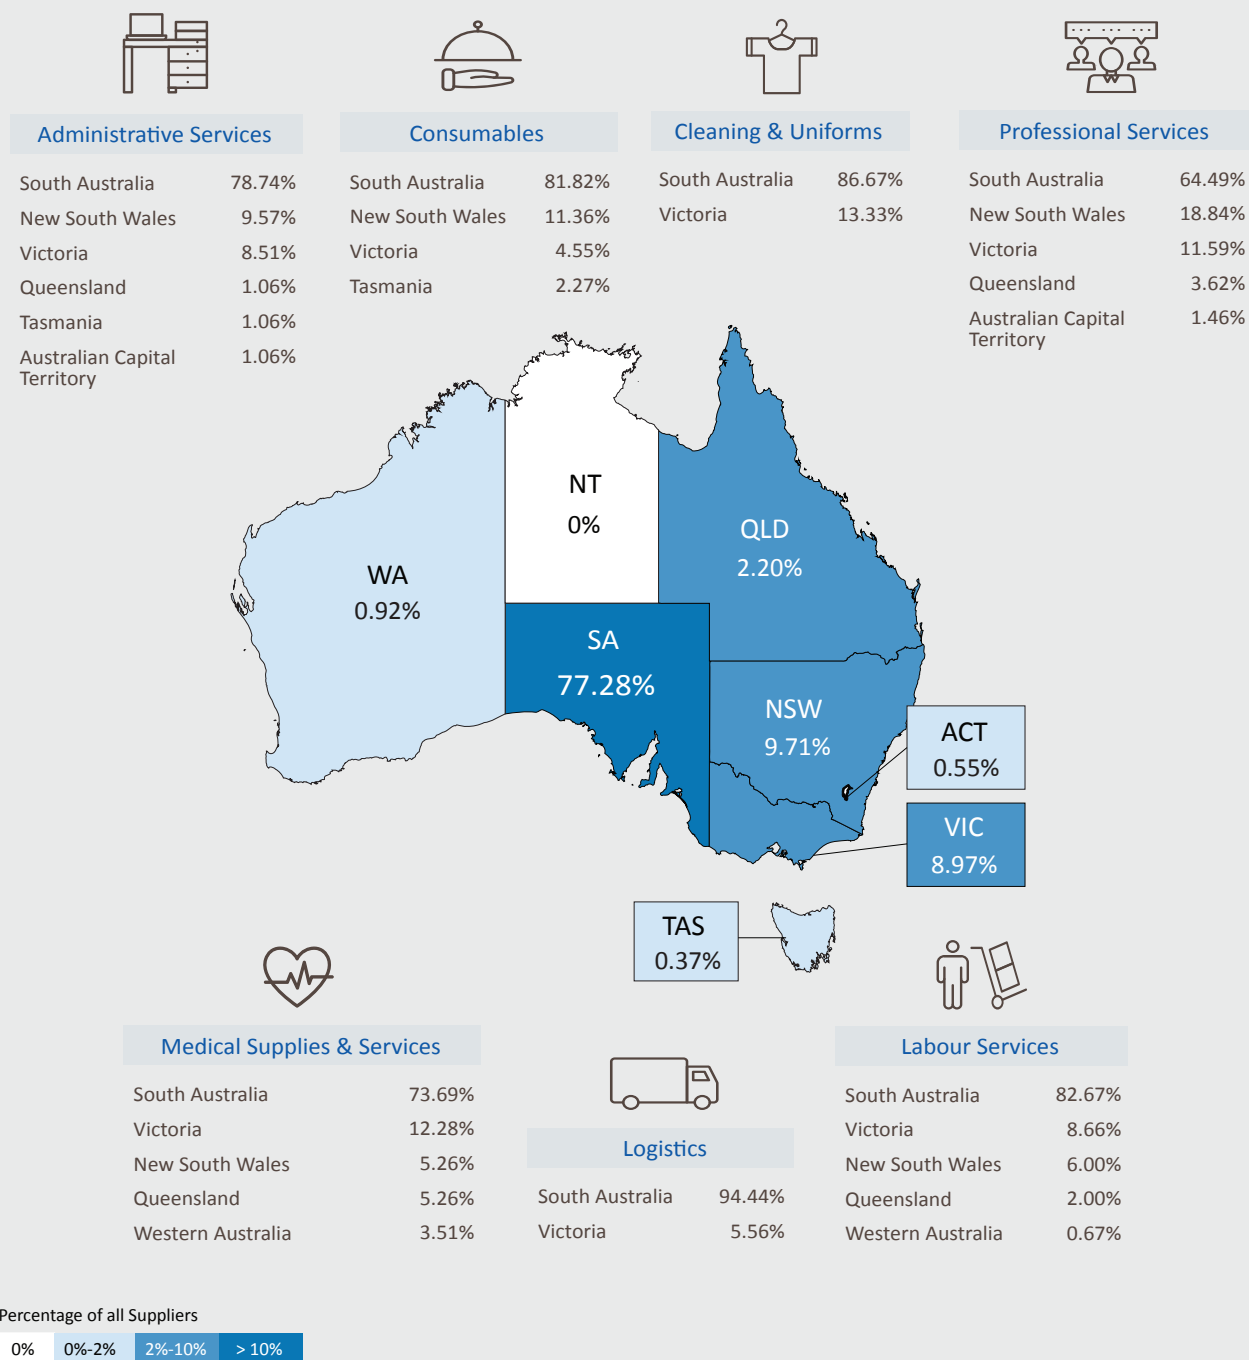 Administrative Services
South Australia 78.74%
New South Wales 9.57%
Victoria 8.51%
Queensland 1.06%
Tasmania 1.06%
Australian Capital 1.06%
Territory
Consumables
South Australia 81.82%
New South Wales 11.36%
Victoria 4.55%
Tasmania 2.27%
Cleaning & Uniforms
South Australia 86.67%
Victoria 13.33%
Professional Services
South Australia 64.49%
New South Wales 18.84%
Victoria 11.59%
Queensland 3.62%
Australian Capital 1.46%
Territory
NT
0%
QLD
2.20%
WA
0.92%
SA
77.28%
NSW
9.71%
ACT
0.55%
VIC
8.97%
TAS
0.37%
Medical Supplies & Services
South Australia 73.69%
Victoria 12.28%
New South Wales 5.26%
Queensland 5.26%
Western Australia 3.51%
Logistics
South Australia 94.44%
Victoria 5.56%
Labour Services
South Australia 82.67%
Victoria 8.66%
New South Wales 6.00%
Queensland 2.00%
Western Australia 0.67%
Percentage of all Suppliers
0% 0%-2% 2%-10% > 10%